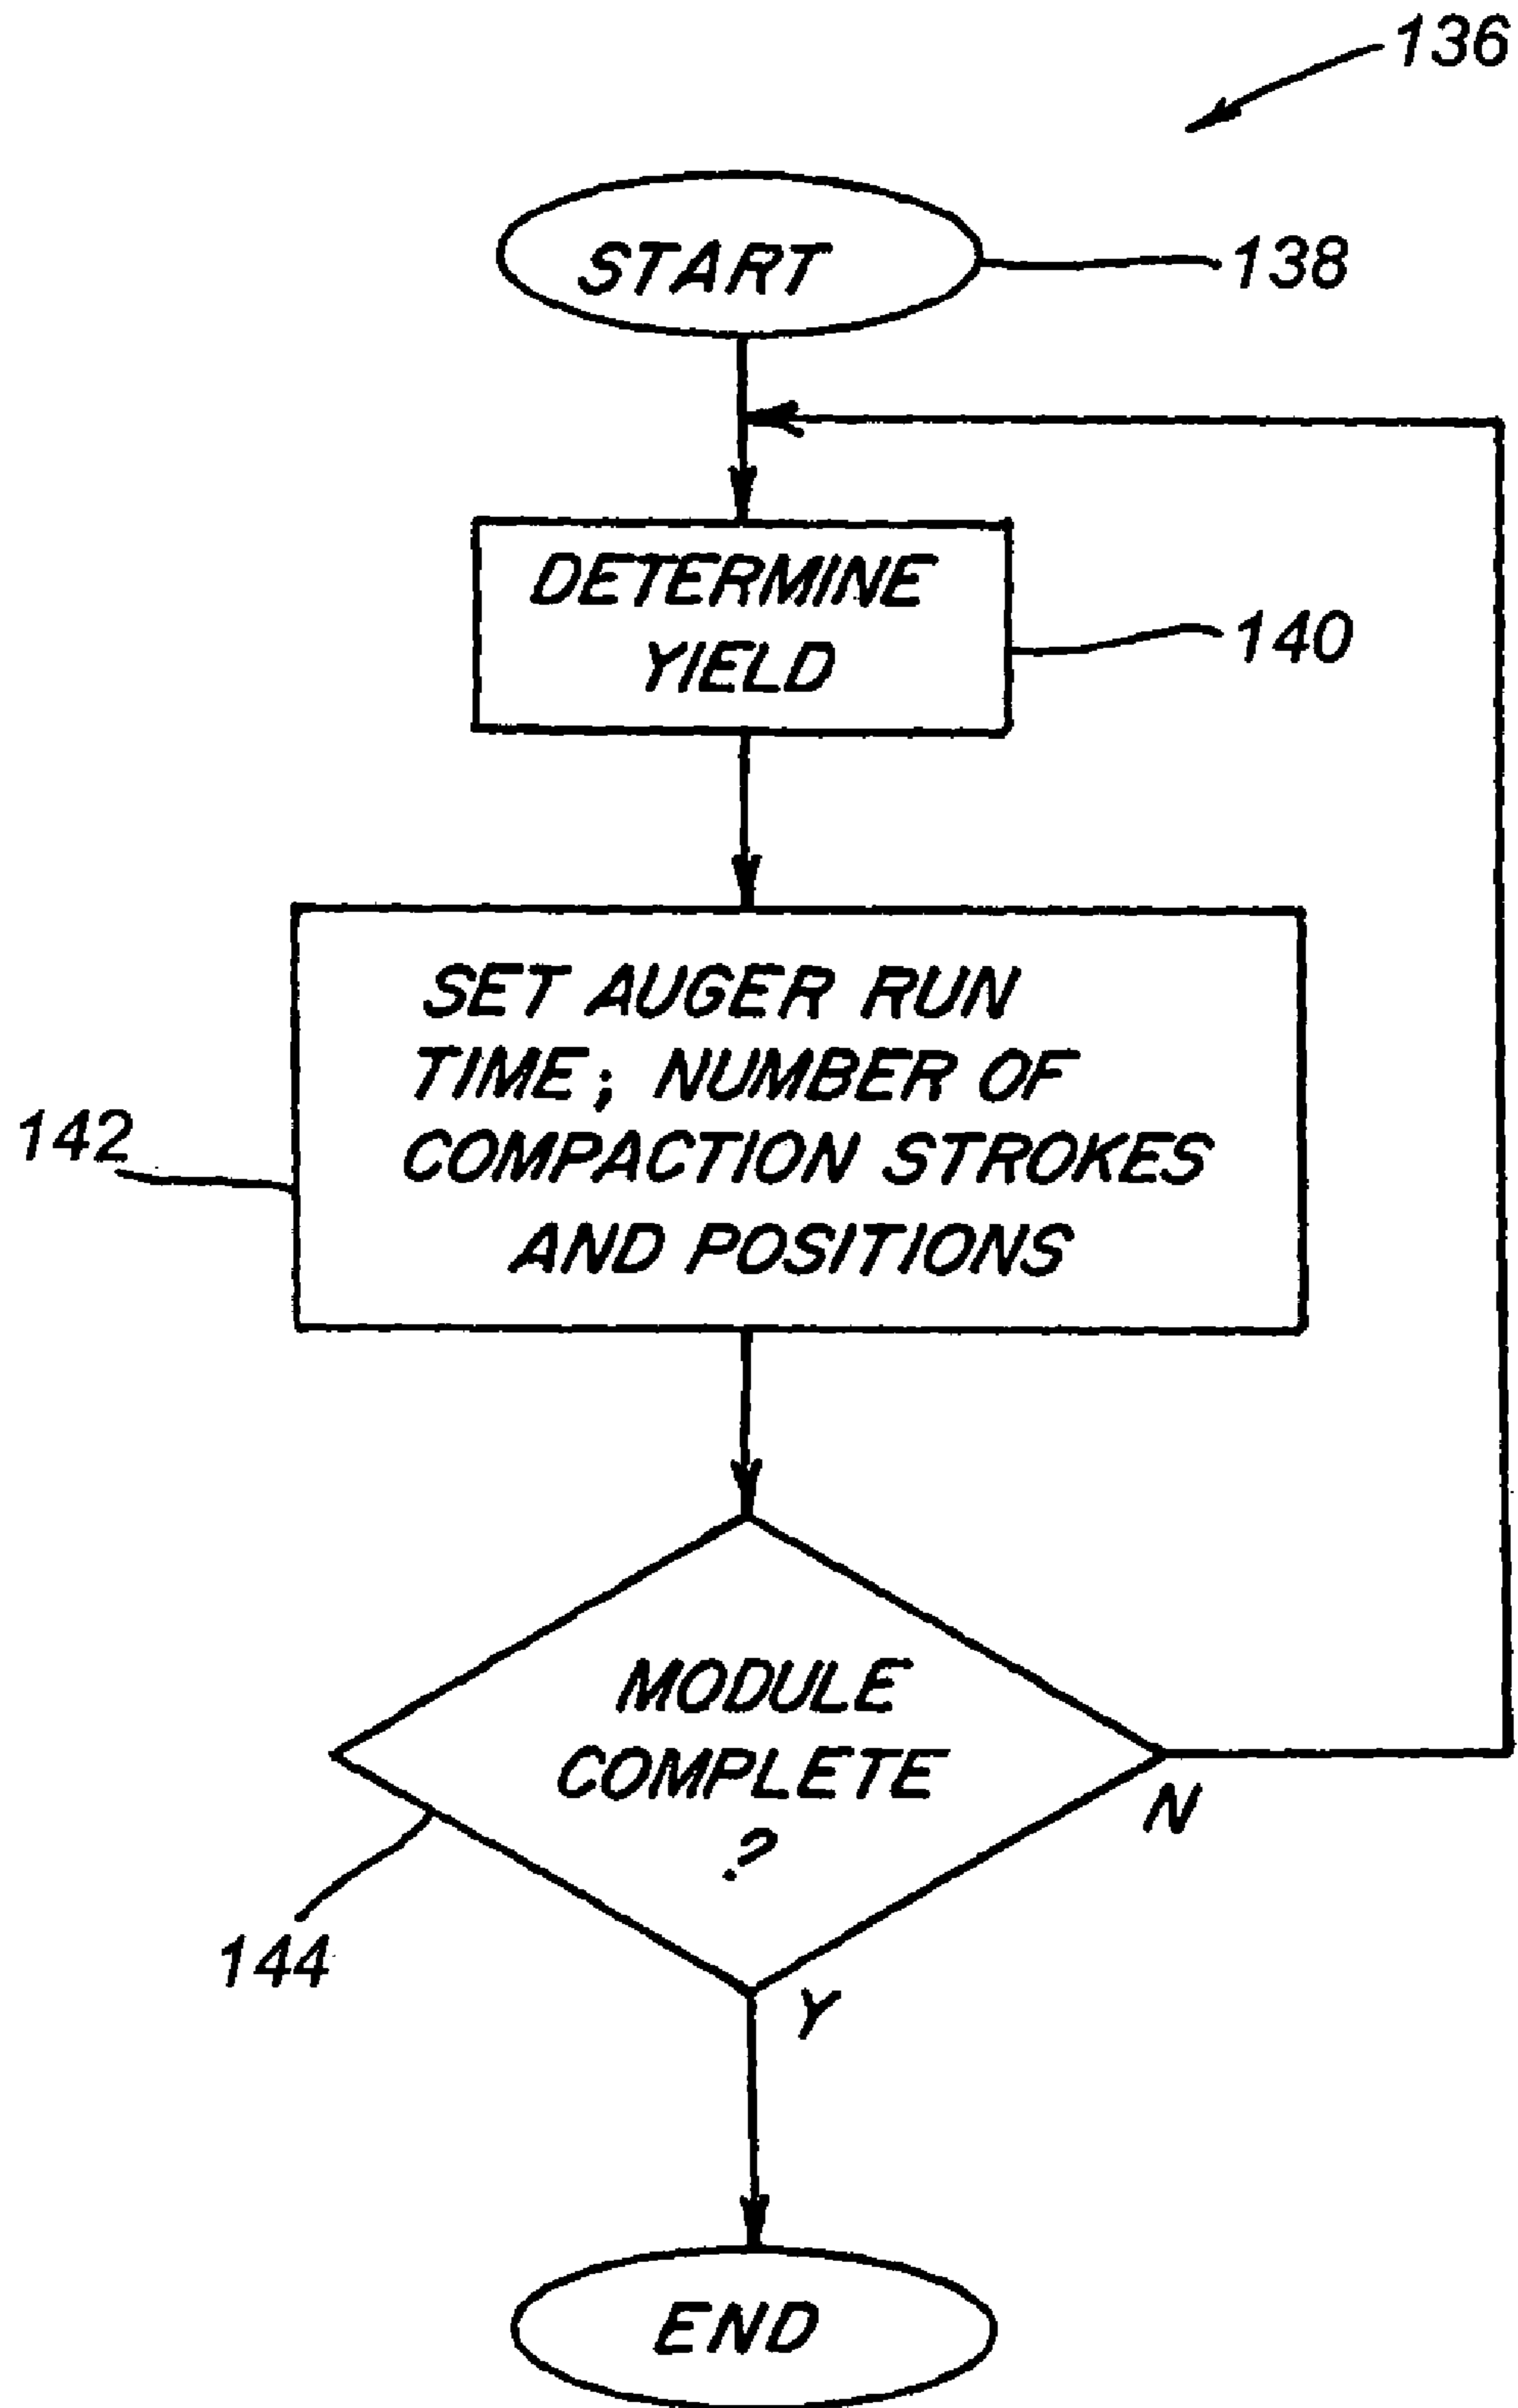 136
START
138
DETERMINE
YIELD
140
SET AUGER RUN
TIME; NUMBER OF
COMPACTION STROKES
AND POSITIONS
142
MODULE
COMPLETE
?
N
144
Y
END